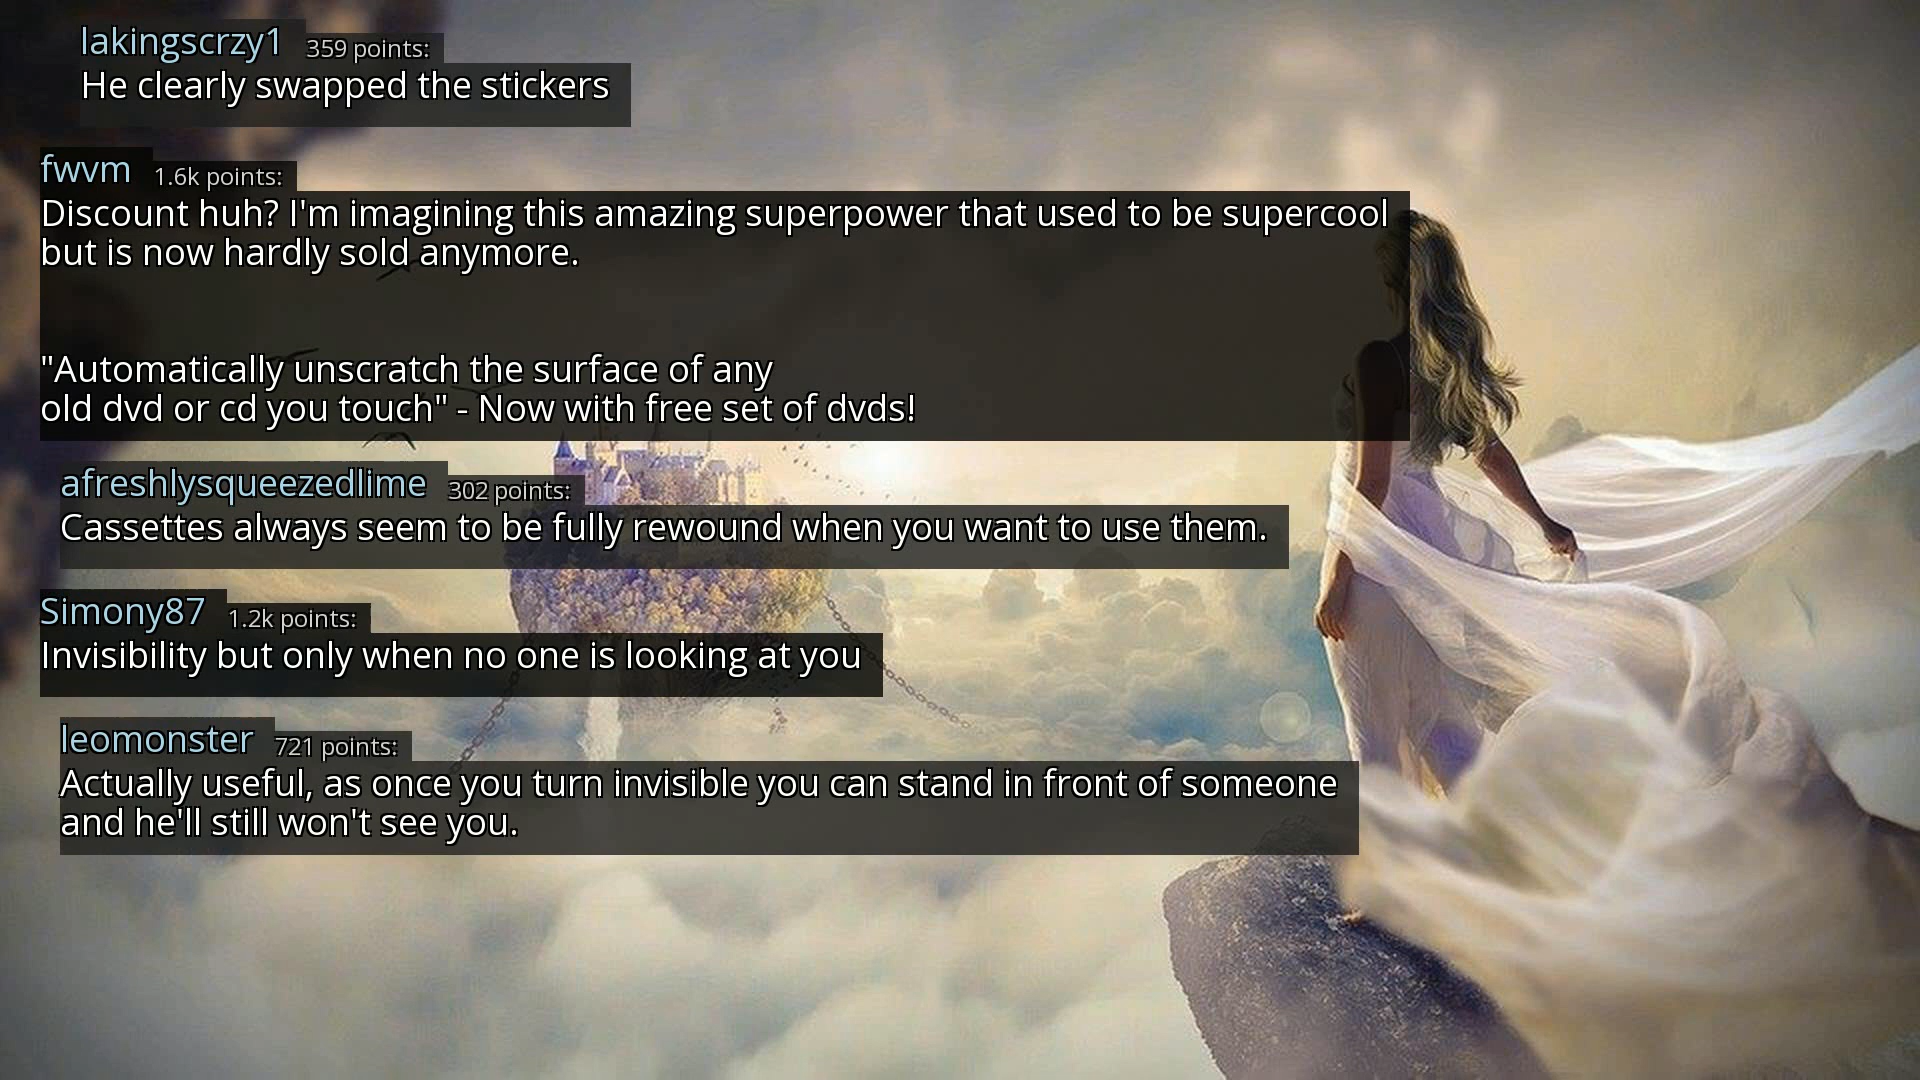 lakingscrzy1 359 points:
He clearly swapped the stickers
fwvm 1.6k points:
Discount huh? I'm imagining this amazing superpower that used to be supercool
but is now hardly sold anymore.
"Automatically unscratch the surface of any
old dvd or cd you touch" - Now with free set of dvds!
afreshlysqueezedlime 302 points:
Cassettes always seem to be fully rewound when you want to use them.
Simony87 1.2k points:
Invisibility but only when no one is looking at you
leomonster 721 points:
Actually useful, as once you turn invisible you can stand in front of someone
and he'll still won't see you.